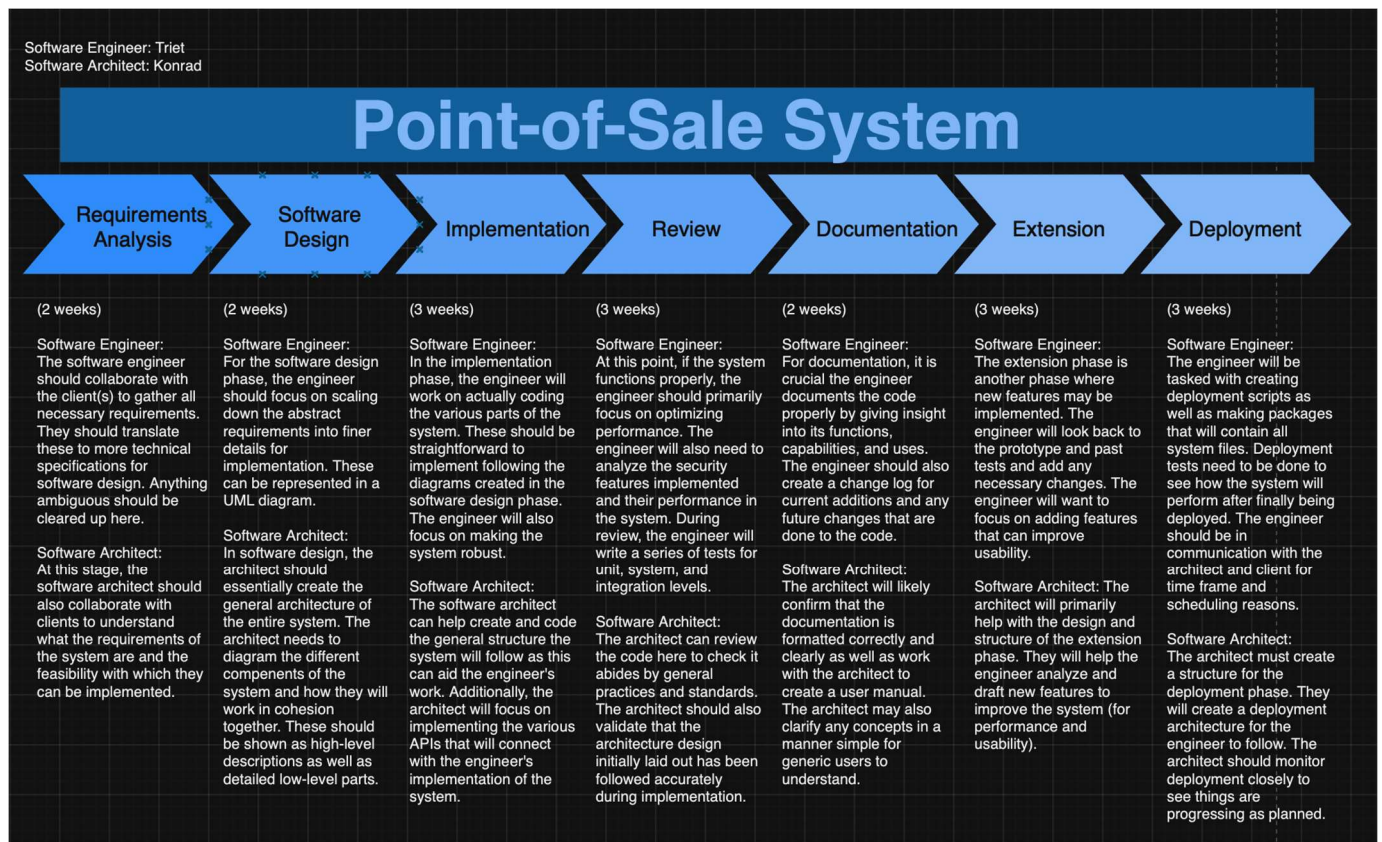 Software Engineer: Triet
Software Architect: Konrad
Point-of-Sale System
Requirements
Analysis
Software
Design
Implementation
Review
Documentation
Extension
Deployment
(2 weeks)
Software Engineer:
The software engineer
should collaborate with
the client(s) to gather all
necessary requirements.
They should translate
these to more technical
specifications for
software design. Anything
ambiguous should be
cleared up here.
Software Architect:
At this stage, the
software architect should
also collaborate with
clients to understand
what the requirements of
the system are and the
feasibility with which they
can be implemented.
(2 weeks)
Software Engineer:
For the software design
phase, the engineer
should focus on scaling
down the abstract
requirements into finer
details for
implementation. These
can be represented in a
UML diagram.
Software Architect:
In software design, the
architect should
essentially create the
general architecture of
the entire system. The
architect needs to
diagram the different
compenents of the
system and how they will
work in cohesion
together. These should
be shown as high-level
descriptions as well as
detailed low-level parts.
(3 weeks)
Software Engineer:
In the implementation
phase, the engineer will
work on actually coding
the various parts of the
system. These should be
straightforward to
implement following the
diagrams created in the
software design phase.
The engineer will also
focus on making the
system robust.
Software Architect:
The software architect
can help create and code
the general structure the
system will follow as this
can aid the engineer's
work. Additionally, the
architect will focus on
implementing the various
APIs that will connect
with the engineer's
implementation of the
system.
(3 weeks)
Software Engineer:
At this point, if the system
functions properly, the
engineer should primarily
focus on optimizing
performance. The
engineer will also need to
analyze the security
features implemented
and their performance in
the system. During
review, the engineer will
write a series of tests for
unit, system, and
integration levels.
Software Architect:
The architect can review
the code here to check it
abides by general
practices and standards.
The architect should also
validate that the
architecture design
initially laid out has been
followed accurately
during implementation.
(2 weeks)
Software Engineer:
For documentation, it is
crucial the engineer
documents the code
properly by giving insight
into its functions,
capabilities, and uses.
The engineer should also
create a change log for
current additions and any
future changes that are
done to the code.
Software Architect:
The architect will likely
confirm that the
documentation is
formatted correctly and
clearly as well as work
with the architect to
create a user manual.
The architect may also
clarify any concepts in a
manner simple for
generic users to
understand.
(3 weeks)
Software Engineer:
The extension phase is
another phase where
new features may be
implemented. The
engineer will look back to
the prototype and past
tests and add any
necessary changes. The
engineer will want to
focus on adding features
that can improve
usability.
Software Architect: The
architect will primarily
help with the design and
structure of the extension
phase. They will help the
engineer analyze and
draft new features to
improve the system (for
performance and
usability).
(3 weeks)
Software Engineer:
The engineer will be
tasked with creating
deployment scripts as
well as making packages
that will contain all
system files. Deployment
tests need to be done to
see how the system will
perform after finally being
deployed. The engineer
should be in
communication with the
architect and client for
time frame and
scheduling reasons.
Software Architect:
The architect must create
a structure for the
deployment phase. They
will create a deployment
architecture for the
engineer to follow. The
architect should monitor
deployment closely to
see things are
progressing as planned.